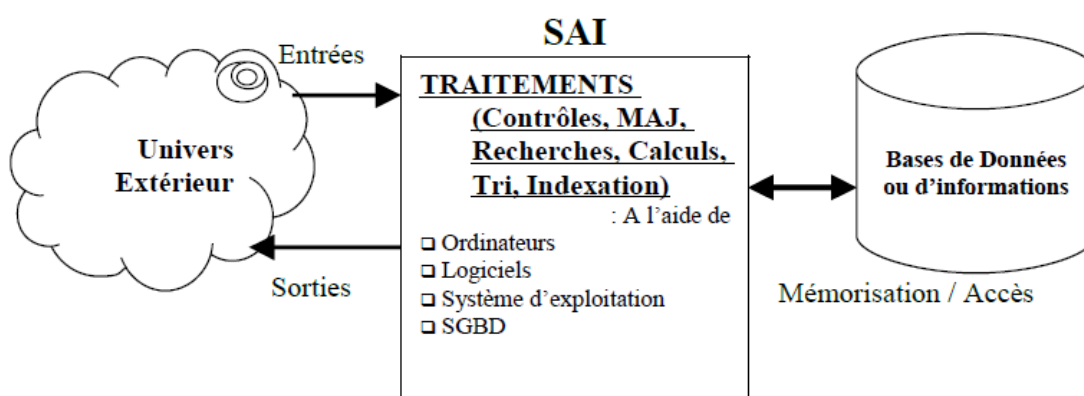 SAI
Entrées
Univers
Extérieur
Sorties
TRAITEMENTS
(Contrôles, MAJ,
Recherches, Calculs,
Tri, Indexation)
: A l’aide de
❑ Ordinateurs
❑ Logiciels
❑ Système d’exploitation
❑ SGBD
Bases de Données
ou d’informations
Mémorisation / Accès